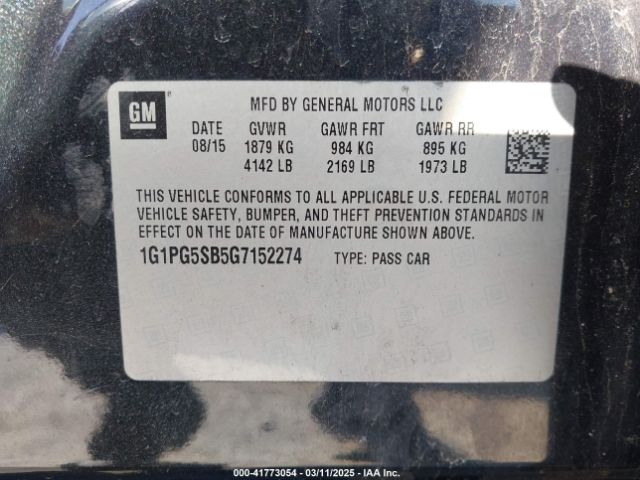 GM
MFD BY GENERAL MOTORS LLC
DATE GVWR GAWR FRT GAWR RR
08/15 1879 KG 984 KG 895 KG
4142 LB 2169 LB 1973 LB
THIS VEHICLE CONFORMS TO ALL APPLICABLE U.S. FEDERAL MOTOR
VEHICLE SAFETY, BUMPER, AND THEFT PREVENTION STANDARDS IN
EFFECT ON THE DATE OF MANUFACTURE SHOWN ABOVE.
1G1PG5SB5G7152274 TYPE: PASS CAR
000-41773054 - 03/11/2025 - IAA Inc.